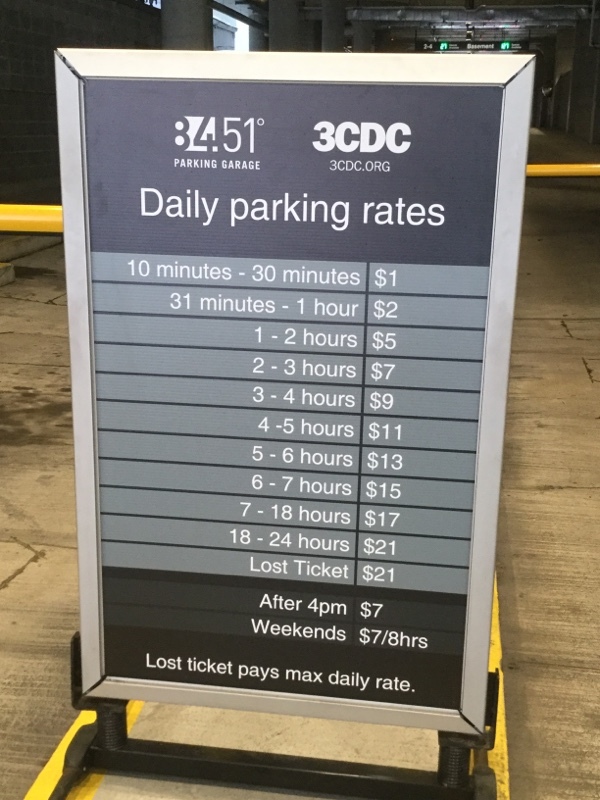 2-4 Basement
84.51° 3CDC
PARKING GARAGE 3CDC.ORG
Daily parking rates
10 minutes - 30 minutes $1
31 minutes - 1 hour $2
1 - 2 hours $5
2 - 3 hours $7
3 - 4 hours $9
4 -5 hours $11
5 - 6 hours $13
6 - 7 hours $15
7 - 18 hours $17
18 - 24 hours $21
Lost Ticket $21
After 4pm $7
Weekends $7/8hrs
Lost ticket pays max daily rate.